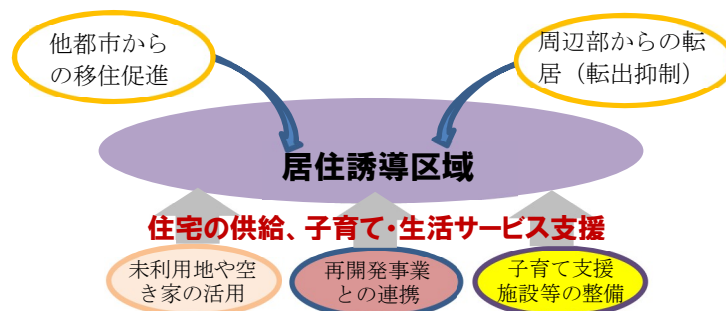 他都市から
の移住促進
周辺部からの転
居（転出抑制）
居住誘導区域
住宅の供給、子育て・生活サービス支援
未利用地や空
き家の活用
再開発事業
との連携
子育て支援
施設等の整備